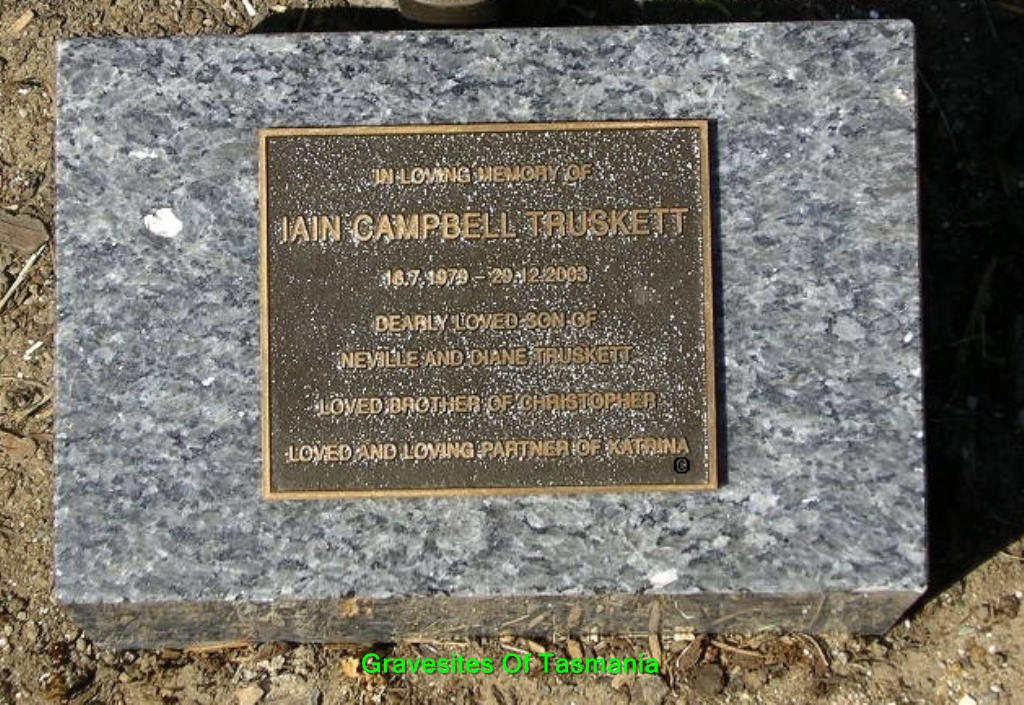 IN LOVING MEMORY OF
IAIN CAMPBELL TRUSKETT
16.7.1979 - 29.12.2003
DEARLY LOVED SON OF
NEVILLE AND DIANE TRUSKETT
LOVED BROTHER OF CHRISTOPHER
LOVED AND LOVING PARTNER OF KATRINA
©
Gravesites Of Tasmania